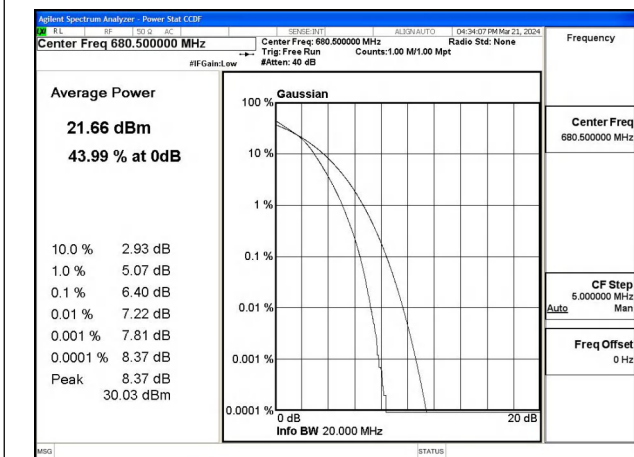 Agilent Spectrum Analyzer - Power Stat CCDF
RL RF 50 Ω AC SENSE:INT ALIGNAUTO 04:34:07 PM Mar 21, 2024
Center Freq 680.500000 MHz
Center Freq: 680.500000 MHz Radio Std: None
Trig: Free Run Counts:1.00 M/1.00 Mpt
#IFGain:Low #Atten: 40 dB
Frequency
Average Power
21.66 dBm
43.99 % at 0dB
10.0 % 2.93 dB
1.0 % 5.07 dB
0.1 % 6.40 dB
0.01 % 7.22 dB
0.001 % 7.81 dB
0.0001 % 8.37 dB
Peak 8.37 dB
30.03 dBm
Gaussian
100 %
10 %
1 %
0.1 %
0.01 %
0.001 %
0.0001 %
0 dB 20 dB
Info BW 20.000 MHz
Center Freq
680.500000 MHz
CF Step
5.000000 MHz
Auto Man
Freq Offset
0 Hz
MSG STATUS